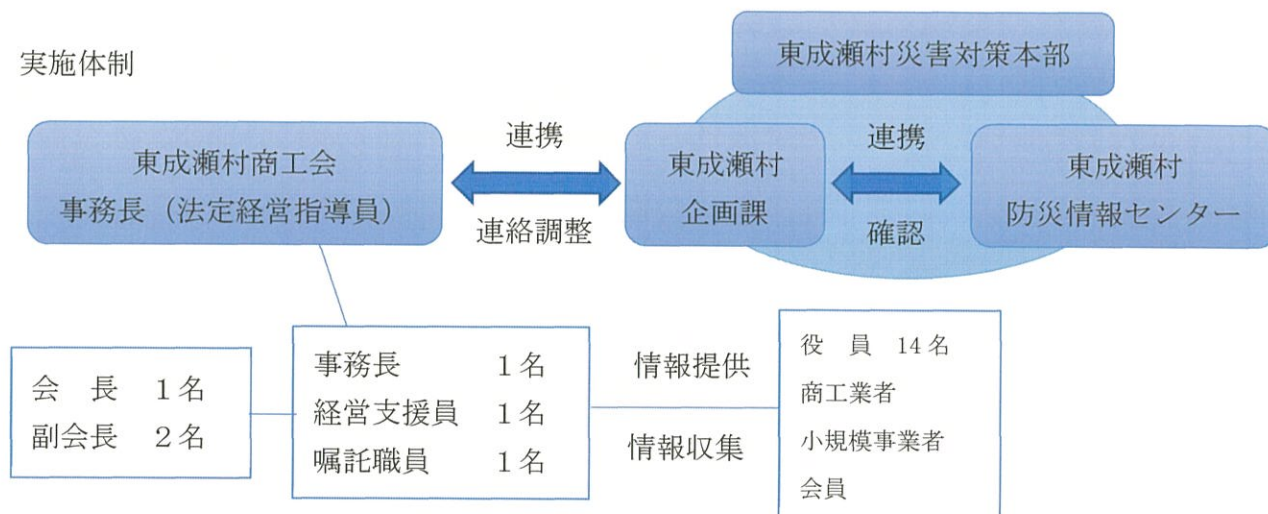 実施体制
東成瀬村災害対策本部
東成瀬村商工会
事務長（法定経営指導員）
連携
連絡調整
東成瀬村
企画課
連携
確認
東成瀬村
防災情報センター
会　長　１名
副会長　２名
事務長　　　１名
経営支援員　１名
嘱託職員　　１名
情報提供
情報収集
役　員　14名
商工業者
小規模事業者
会員